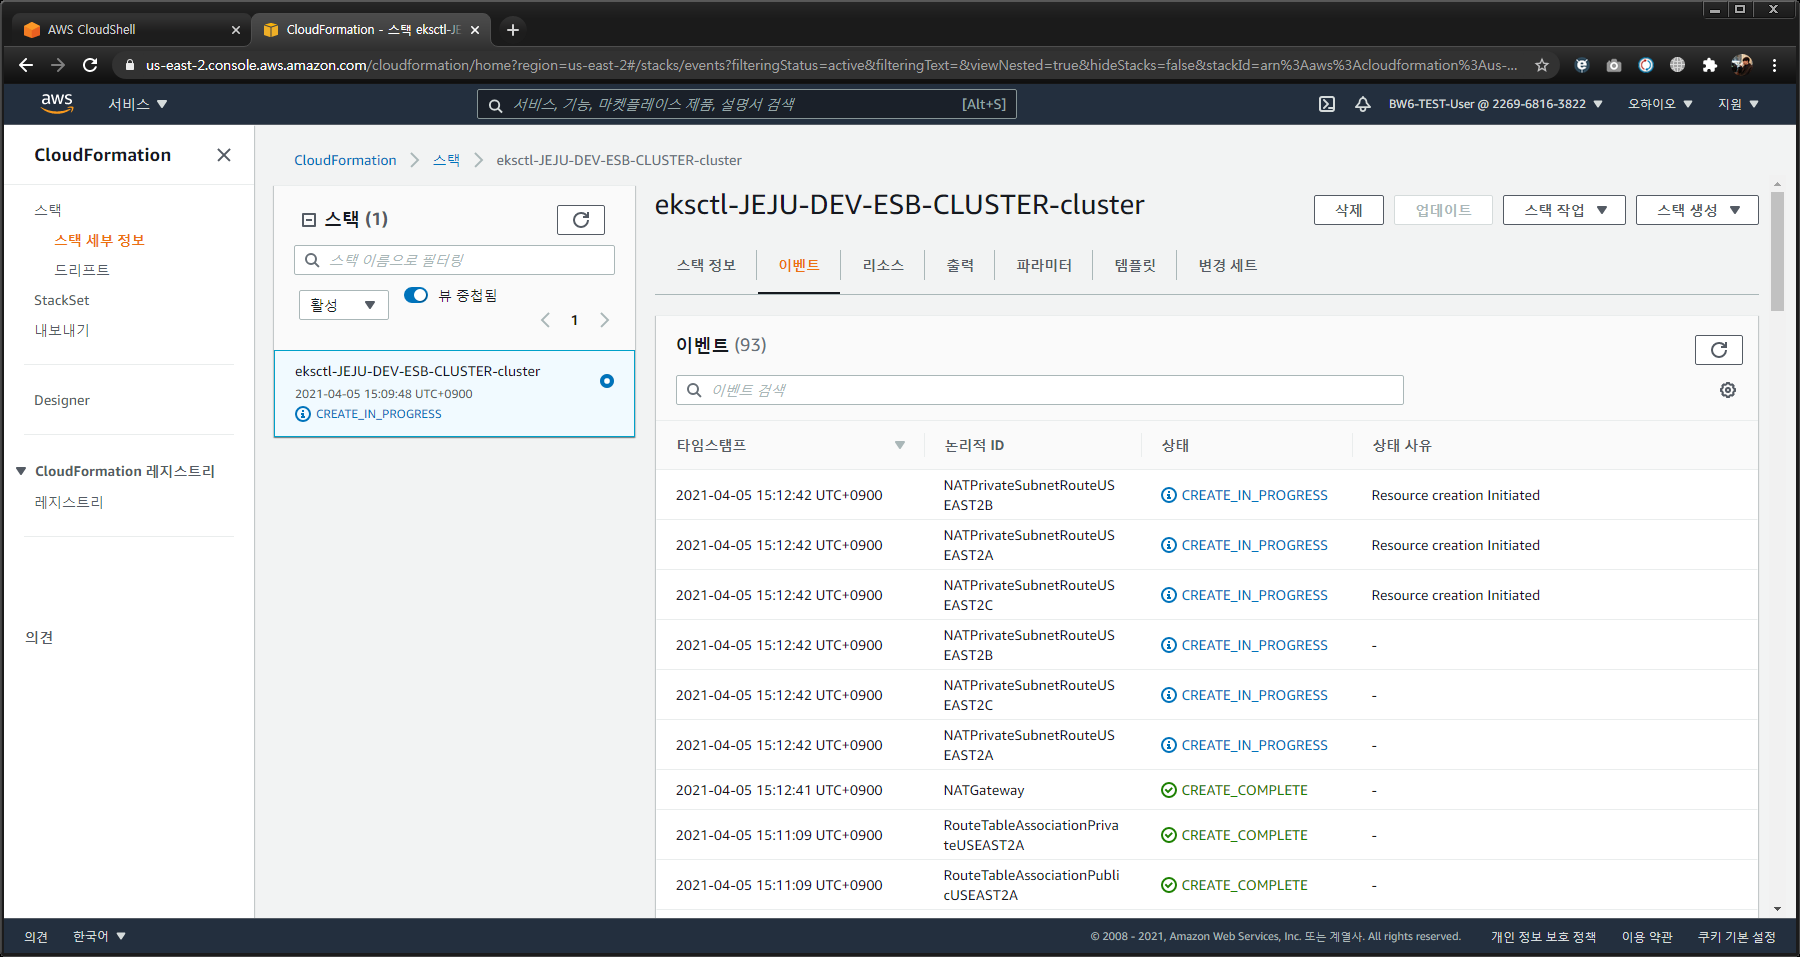 AWS CloudShell
CloudFormation - 스택 eksctl-JE
us-east-2.console.aws.amazon.com/cloudformation/home?region=us-east-2#/stacks/events?filteringStatus=active&filteringText=&viewNested=true&hideStacks=false&stackId=arn%3Aaws%3Acloudformation%3Aus-...
aws
서비스
서비스, 기능, 마켓플레이스 제품, 설명서 검색
[Alt+S]
BW6-TEST-User @ 2269-6816-3822
오하이오
지원
CloudFormation
스택
스택 세부 정보
드리프트
StackSet
내보내기
Designer
CloudFormation 레지스트리
레지스트리
의견
CloudFormation
스택
eksctl-JEJU-DEV-ESB-CLUSTER-cluster
스택 (1)
스택 이름으로 필터링
활성
뷰 중첩됨
1
eksctl-JEJU-DEV-ESB-CLUSTER-cluster
2021-04-05 15:09:48 UTC+0900
CREATE_IN_PROGRESS
eksctl-JEJU-DEV-ESB-CLUSTER-cluster
삭제
업데이트
스택 작업
스택 생성
스택 정보
이벤트
리소스
출력
파라미터
템플릿
변경 세트
이벤트 (93)
이벤트 검색
타임스탬프 논리적 ID 상태 상태 사유
2021-04-05 15:12:42 UTC+0900 NATPrivateSubnetRouteUS CREATE_IN_PROGRESS Resource creation Initiated
EAST2B
2021-04-05 15:12:42 UTC+0900 NATPrivateSubnetRouteUS CREATE_IN_PROGRESS Resource creation Initiated
EAST2A
2021-04-05 15:12:42 UTC+0900 NATPrivateSubnetRouteUS CREATE_IN_PROGRESS Resource creation Initiated
EAST2C
2021-04-05 15:12:42 UTC+0900 NATPrivateSubnetRouteUS CREATE_IN_PROGRESS -
EAST2B
2021-04-05 15:12:42 UTC+0900 NATPrivateSubnetRouteUS CREATE_IN_PROGRESS -
EAST2C
2021-04-05 15:12:42 UTC+0900 NATPrivateSubnetRouteUS CREATE_IN_PROGRESS -
EAST2A
2021-04-05 15:12:41 UTC+0900 NATGateway CREATE_COMPLETE -
2021-04-05 15:11:09 UTC+0900 RouteTableAssociationPriva CREATE_COMPLETE -
teUSEAST2A
2021-04-05 15:11:09 UTC+0900 RouteTableAssociationPubli CREATE_COMPLETE -
cUSEAST2A
의견
한국어
© 2008 - 2021, Amazon Web Services, Inc. 또는 계열사. All rights reserved.
개인 정보 보호 정책
이용 약관
쿠키 기본 설정